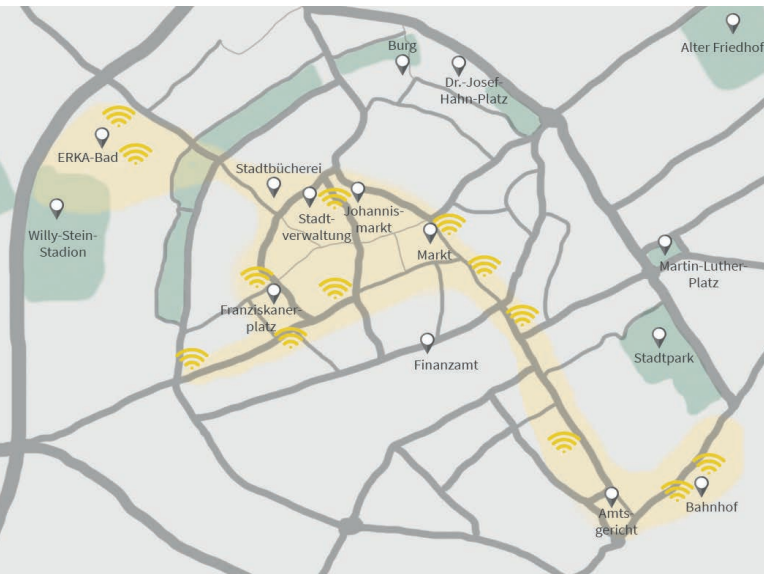 Burg
Alter Friedhof
Dr.-Josef-
Hahn-Platz
ERKA-Bad
Stadtbücherei
Stadt-
verwaltung
Johannis-
markt
Willy-Stein-
Stadion
Markt
Martin-Luther-
Platz
Franziskaner-
platz
Finanzamt
Stadtpark
Amts-
gericht
Bahnhof